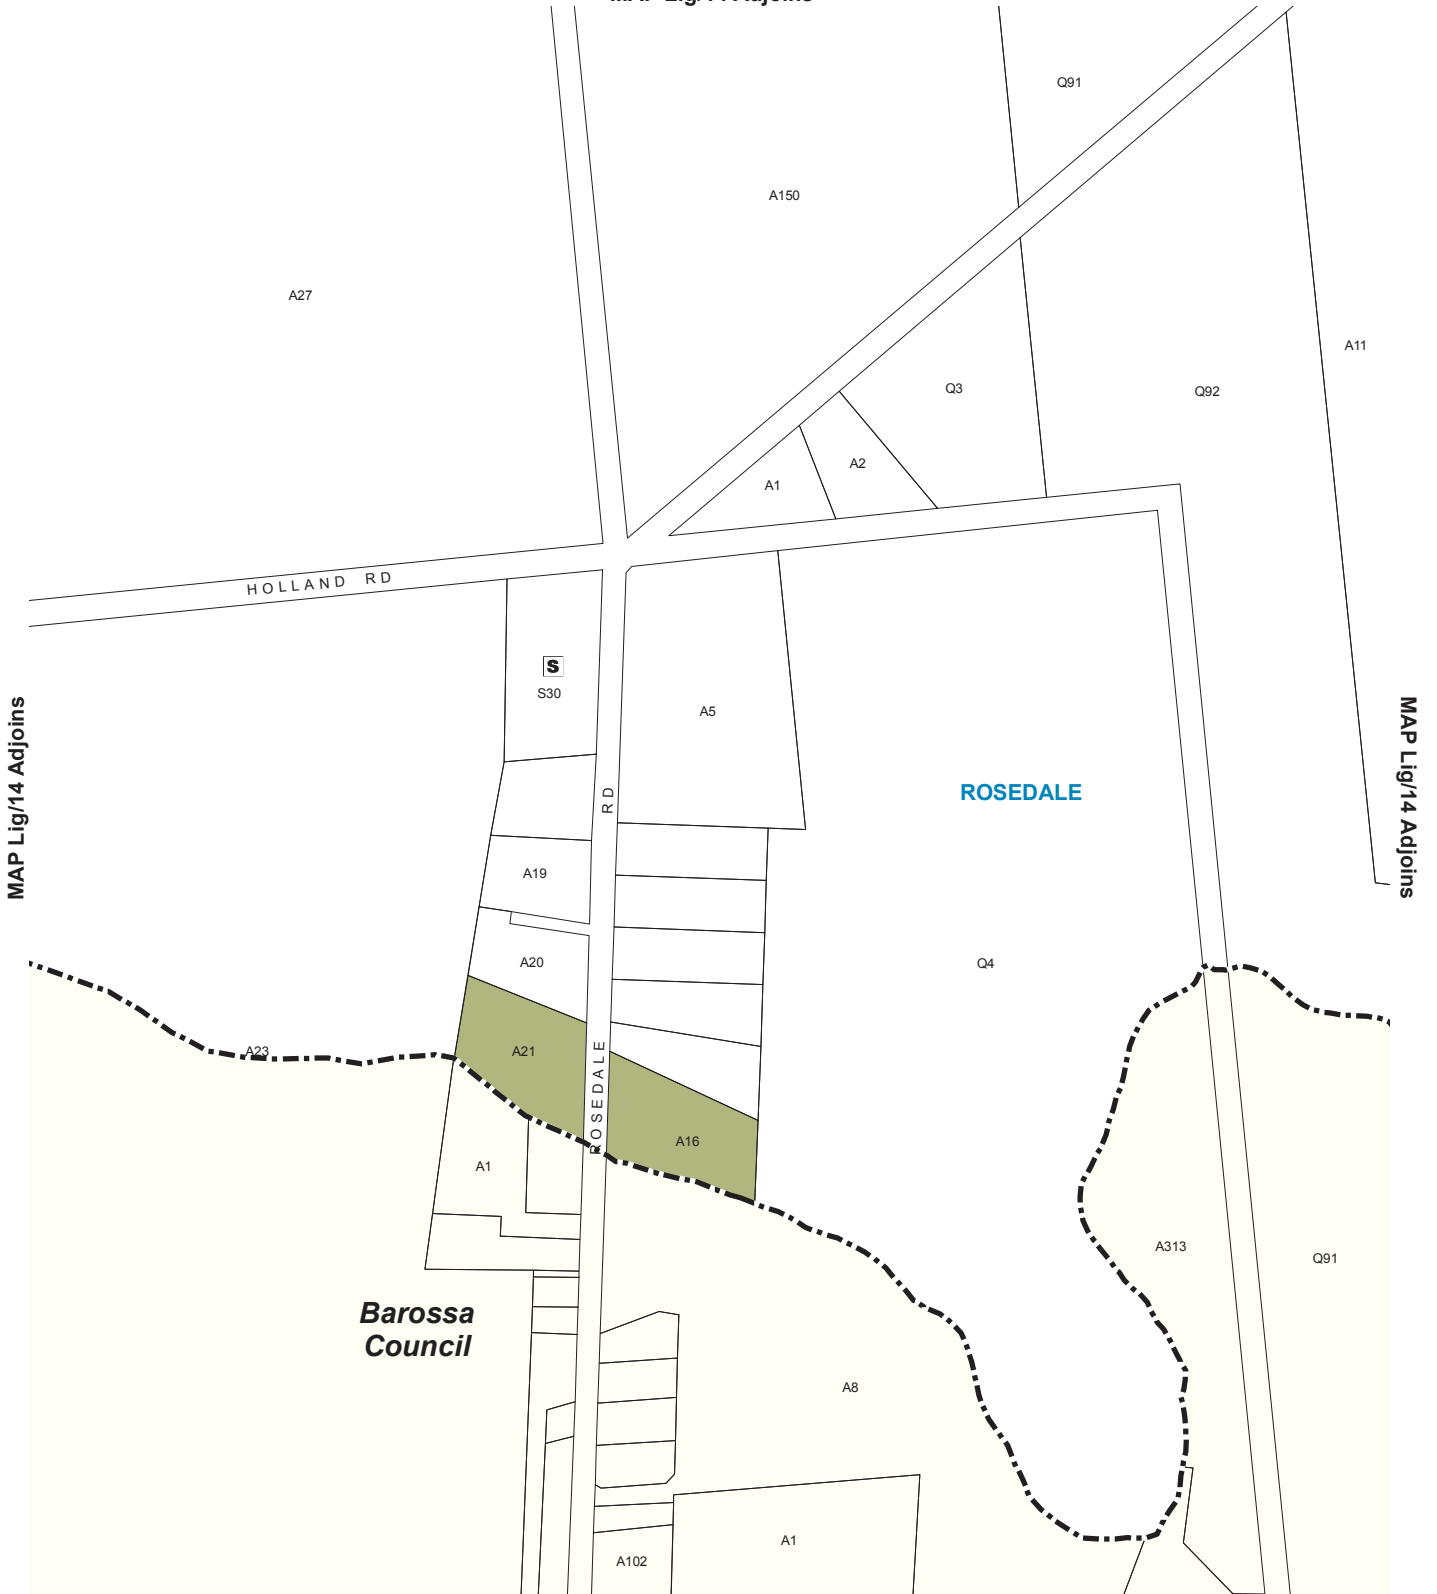 Q91
A150
A27
A11
Q3
Q92
A2
A1
HOLLAND RD
S
S30
A5
MAP Lig/14 Adjoins
MAP Lig/14 Adjoins
ROSEDALE
ROSEDALE RD
A19
A20
Q4
A21
A23
A16
A1
A313
Q91
Barossa
Council
A8
A1
A102